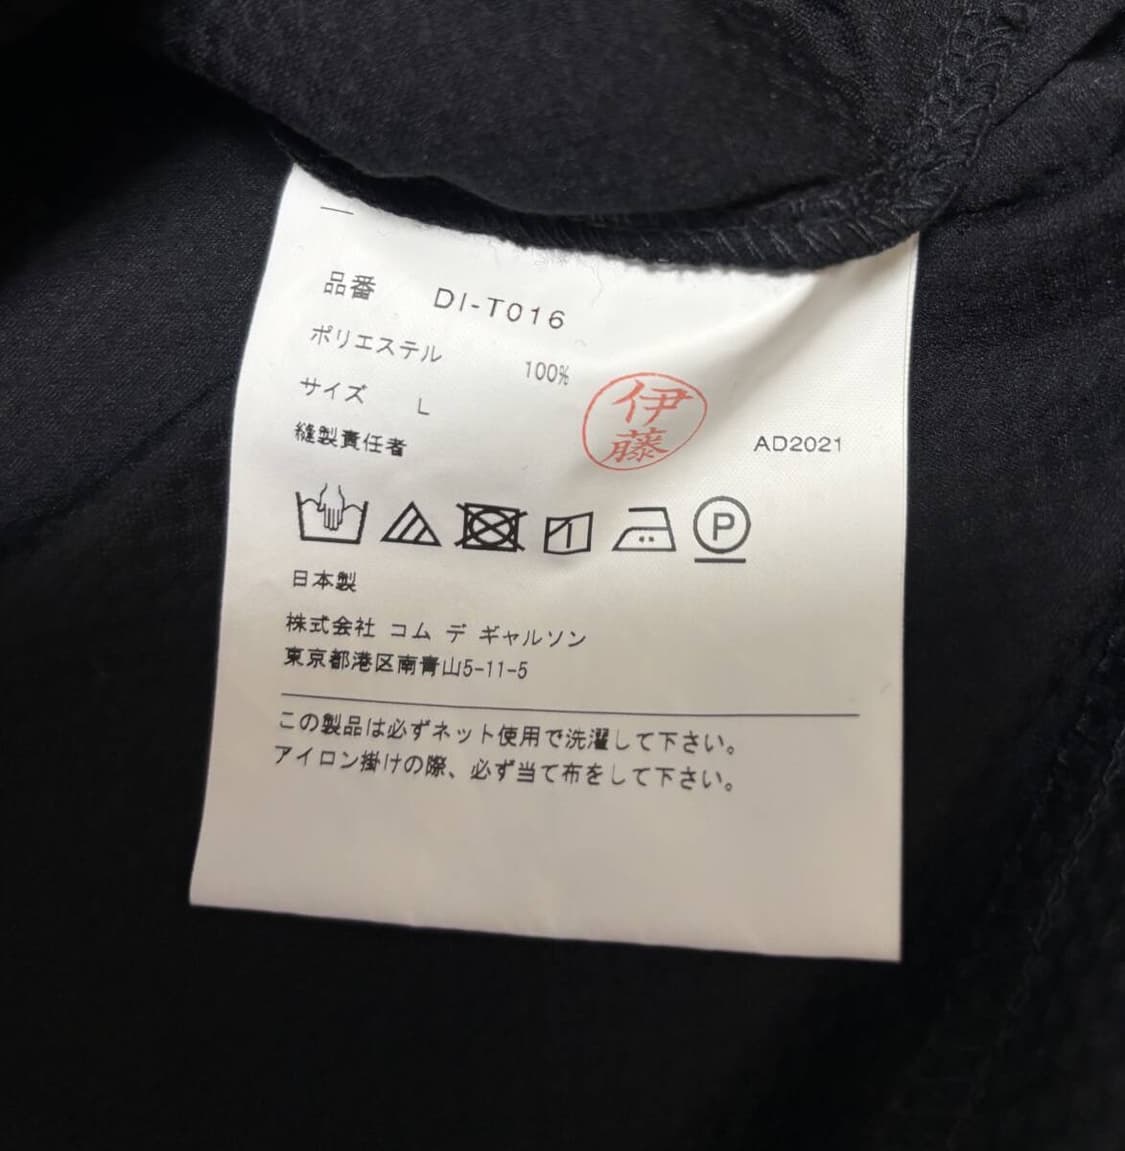 品番 DI-T016
ポリエステル 100%
サイズ L
縫製責任者 伊藤 AD2021
P
日本製
株式会社 コム デ ギャルソン
東京都港区南青山5-11-5
この製品は必ずネット使用で洗濯して下さい。
アイロン掛けの際、必ず当て布をして下さい。